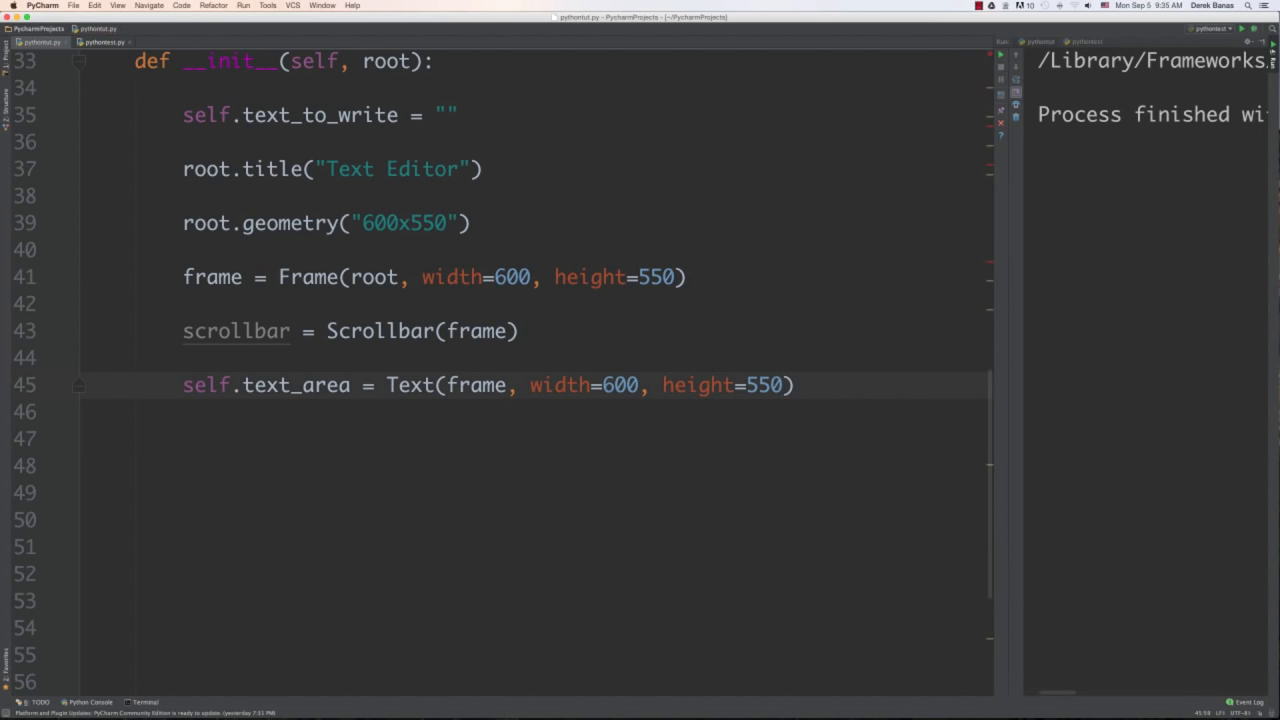 PyCharm File Edit View Navigate Code Refactor Run Tools VCS Window Help 10 Mon Sep 5 9:35 AM Derek Banas
pythontut.py - PycharmProjects - [~/PycharmProjects]
PycharmProjects pythontut.py pythontest
pythontut.py pythontest.py Run: pythontut pythontest
33 def __init__(self, root):
34
35 self.text_to_write = ""
36
37 root.title("Text Editor")
38
39 root.geometry("600x550")
40
41 frame = Frame(root, width=600, height=550)
42
43 scrollbar = Scrollbar(frame)
44
45 self.text_area = Text(frame, width=600, height=550)
46
47
48
49
50
51
52
53
54
55
56
/Library/Frameworks
Process finished wi
1: Project
7: Structure
2: Favorites
Run
6: TODO Python Console Terminal Event Log
Platform and Plugin Updates: PyCharm Community Edition is ready to update. (yesterday 7:31 PM) 45:59 LF÷ UTF-8÷